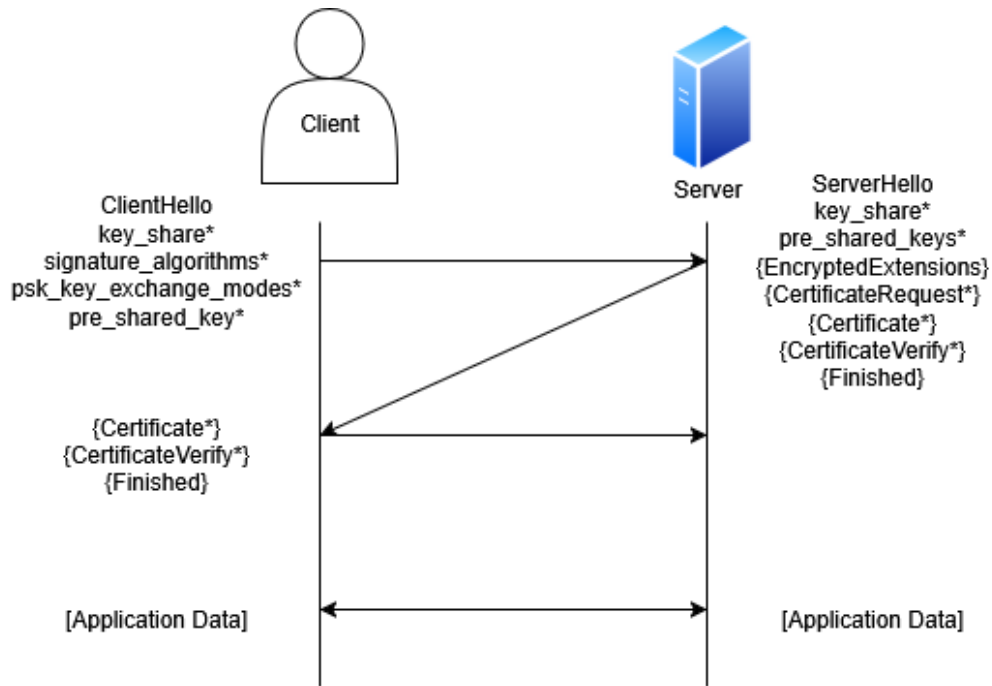 Client
Server
ClientHello
key_share*
signature_algorithms*
psk_key_exchange_modes*
pre_shared_key*
ServerHello
key_share*
pre_shared_keys*
{EncryptedExtensions}
{CertificateRequest*}
{Certificate*}
{CertificateVerify*}
{Finished}
{Certificate*}
{CertificateVerify*}
{Finished}
[Application Data]
[Application Data]